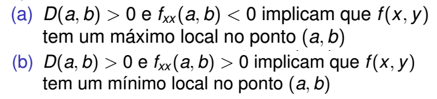 (a) D(a, b) > 0 e fxx(a, b) < 0 implicam que f(x, y)
tem um máximo local no ponto (a, b)
(b) D(a, b) > 0 e fxx(a, b) > 0 implicam que f(x, y)
tem um mínimo local no ponto (a, b)